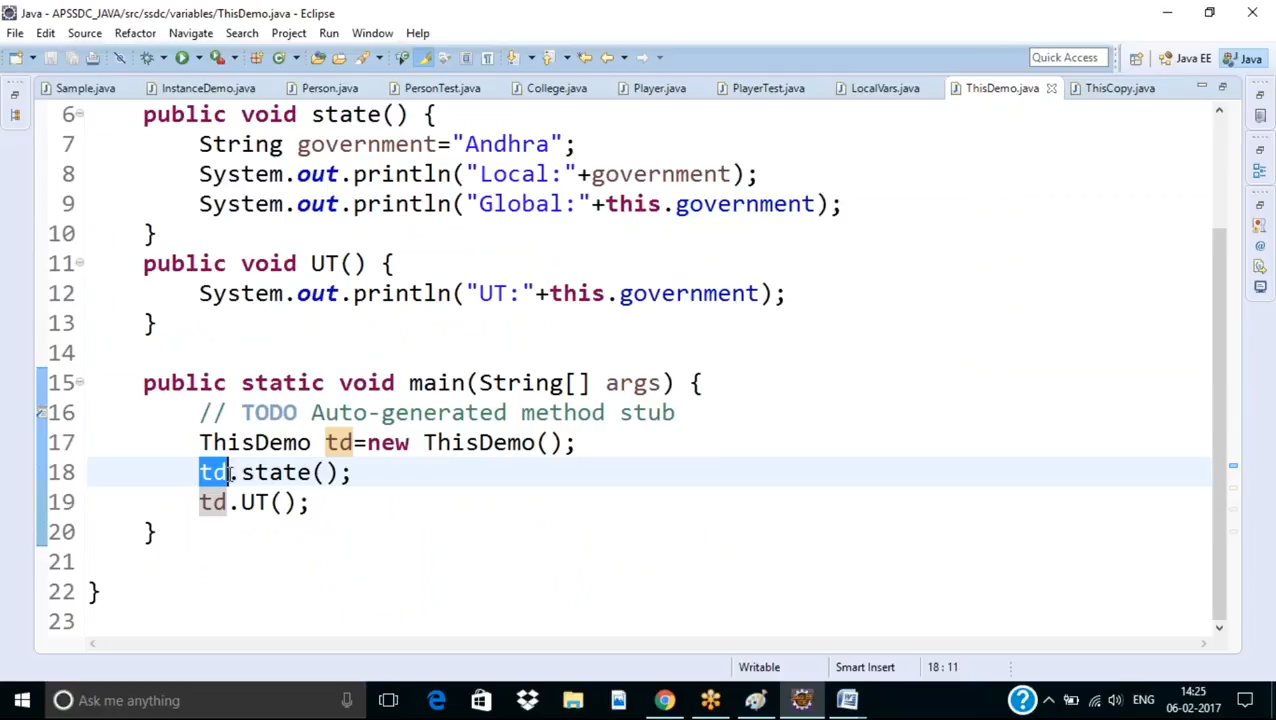 Java - APSSDC_JAVA/src/ssdc/variables/ThisDemo.java - Eclipse
File Edit Source Refactor Navigate Search Project Run Window Help
Quick Access Java EE Java
Sample.java InstanceDemo.java Person.java PersonTest.java College.java Player.java PlayerTest.java LocalVars.java ThisDemo.java ThisCopy.java
6 public void state() {
7 String government="Andhra";
8 System.out.println("Local:"+government);
9 System.out.println("Global:"+this.government);
10 }
11 public void UT() {
12 System.out.println("UT:"+this.government);
13 }
14
15 public static void main(String[] args) {
16 // TODO Auto-generated method stub
17 ThisDemo td=new ThisDemo();
18 td.state();
19 td.UT();
20 }
21
22 }
23
Writable Smart Insert 18 : 11
Ask me anything ENG 14:25
06-02-2017